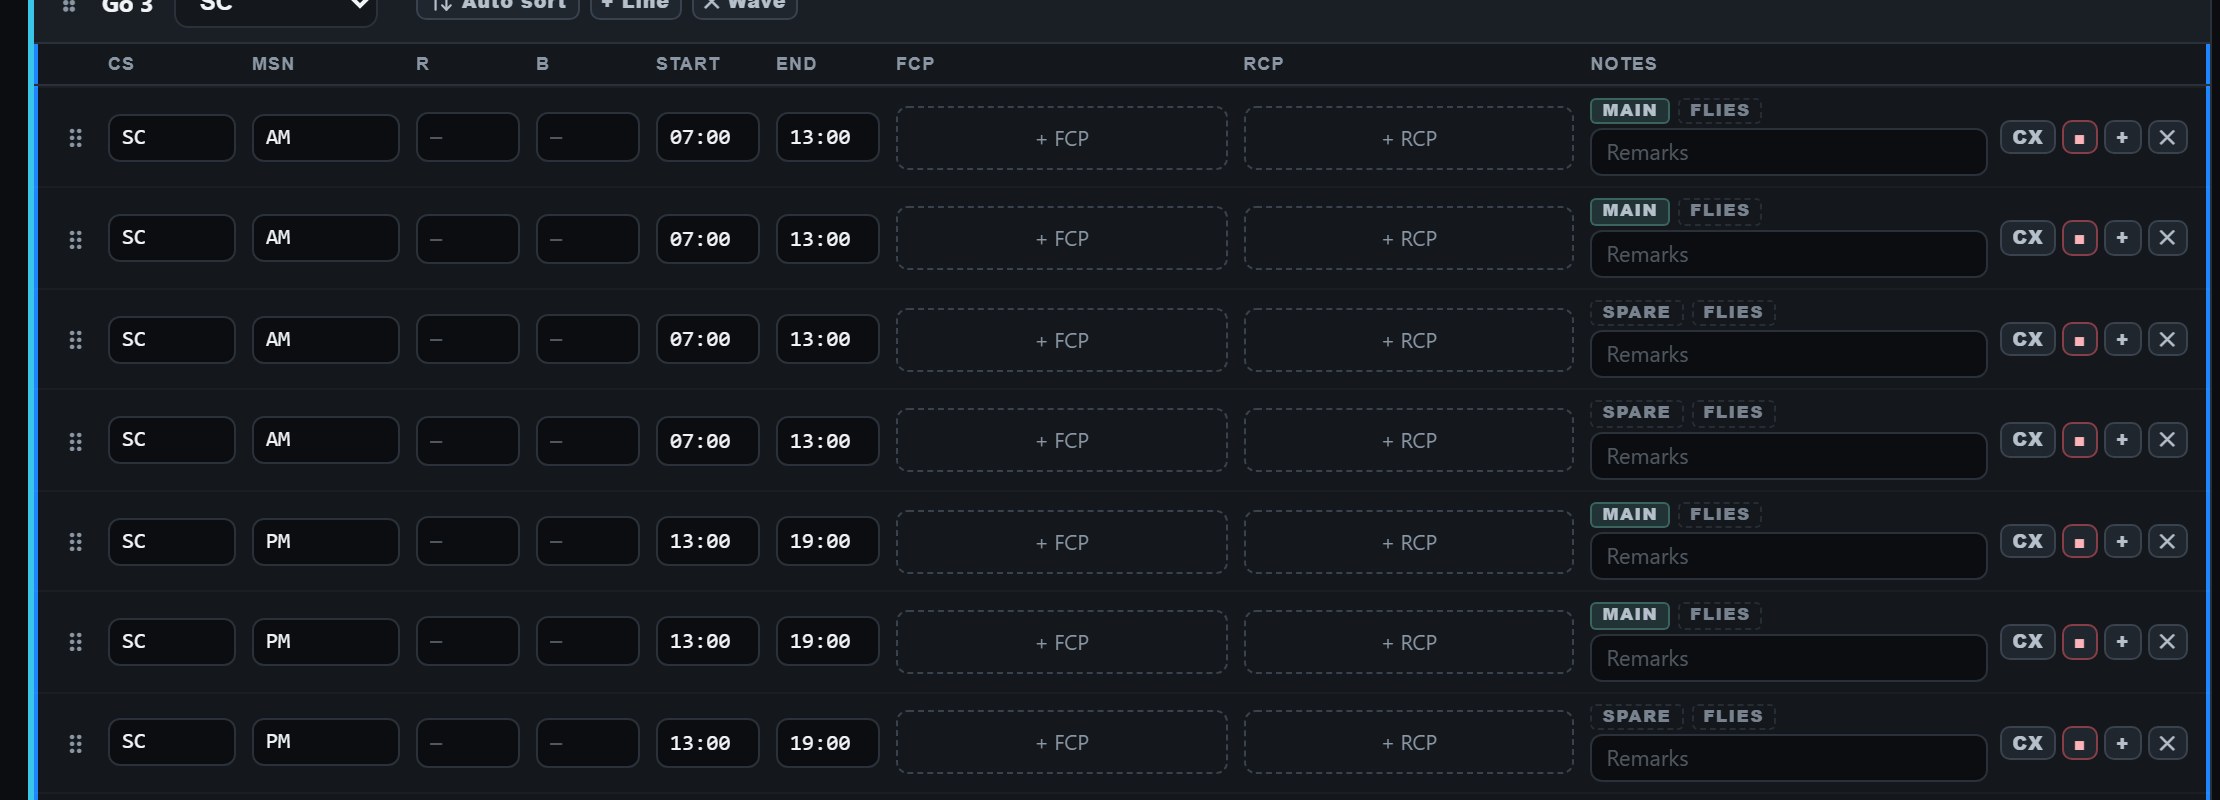 Go 3 SC Auto sort + Line × Wave
CS MSN R B START END FCP RCP NOTES
MAIN FLIES
SC AM – – 07:00 13:00 + FCP + RCP Remarks CX + ×
MAIN FLIES
SC AM – – 07:00 13:00 + FCP + RCP Remarks CX + ×
SPARE FLIES
SC AM – – 07:00 13:00 + FCP + RCP Remarks CX + ×
SPARE FLIES
SC AM – – 07:00 13:00 + FCP + RCP Remarks CX + ×
MAIN FLIES
SC PM – – 13:00 19:00 + FCP + RCP Remarks CX + ×
MAIN FLIES
SC PM – – 13:00 19:00 + FCP + RCP Remarks CX + ×
SPARE FLIES
SC PM – – 13:00 19:00 + FCP + RCP Remarks CX + ×